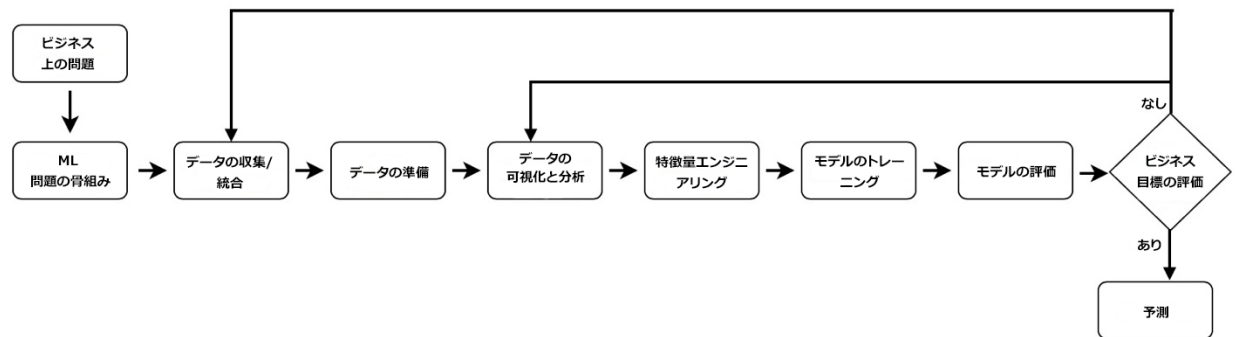 ビジネス
上の問題
ML
問題の骨組み
データの収集/
統合
データの準備
データの
可視化と分析
特徴量エンジニ
アリング
モデルのトレー
ニング
モデルの評価
なし
ビジネス
目標の評価
あり
予測